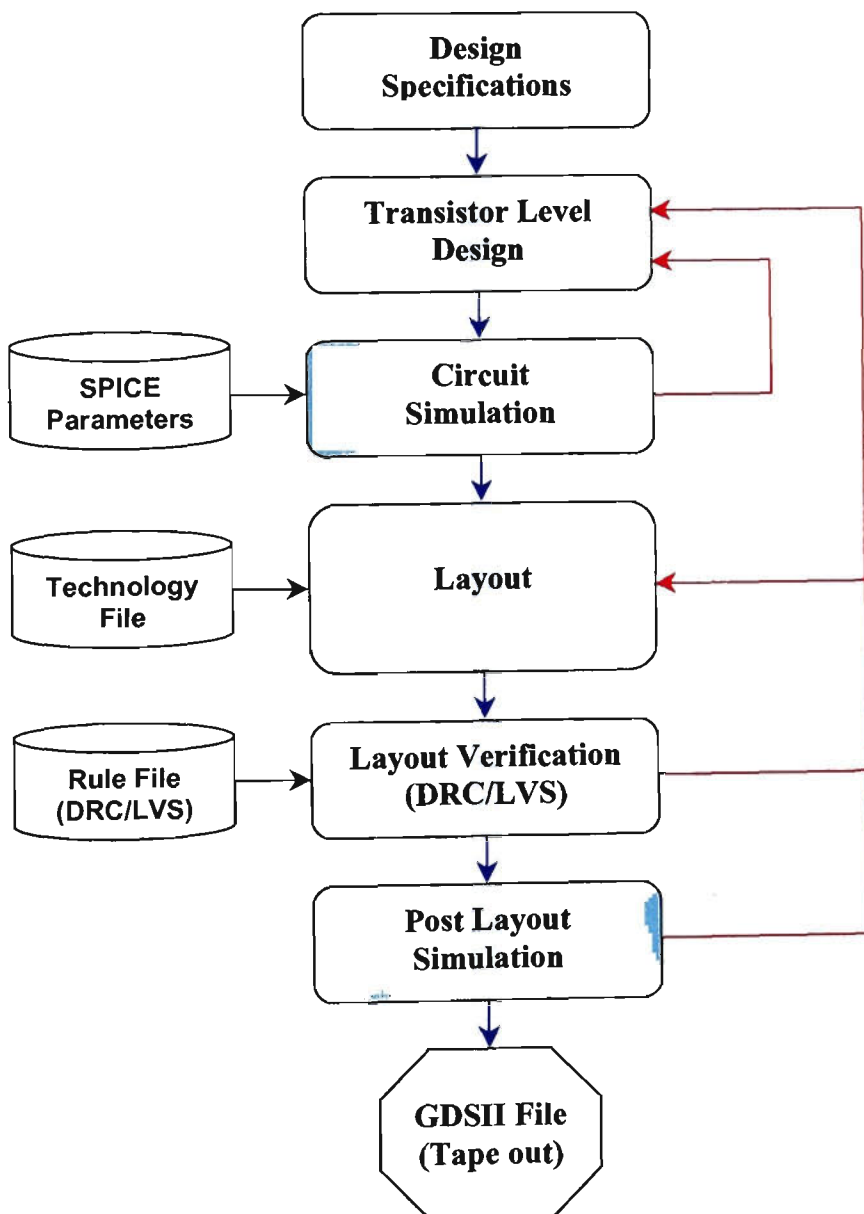 Design
Specifications
Transistor Level
Design
SPICE
Parameters
Circuit
Simulation
Technology
File
Layout
Rule File
(DRC/LVS)
Layout Verification
(DRC/LVS)
Post Layout
Simulation
GDSII File
(Tape out)